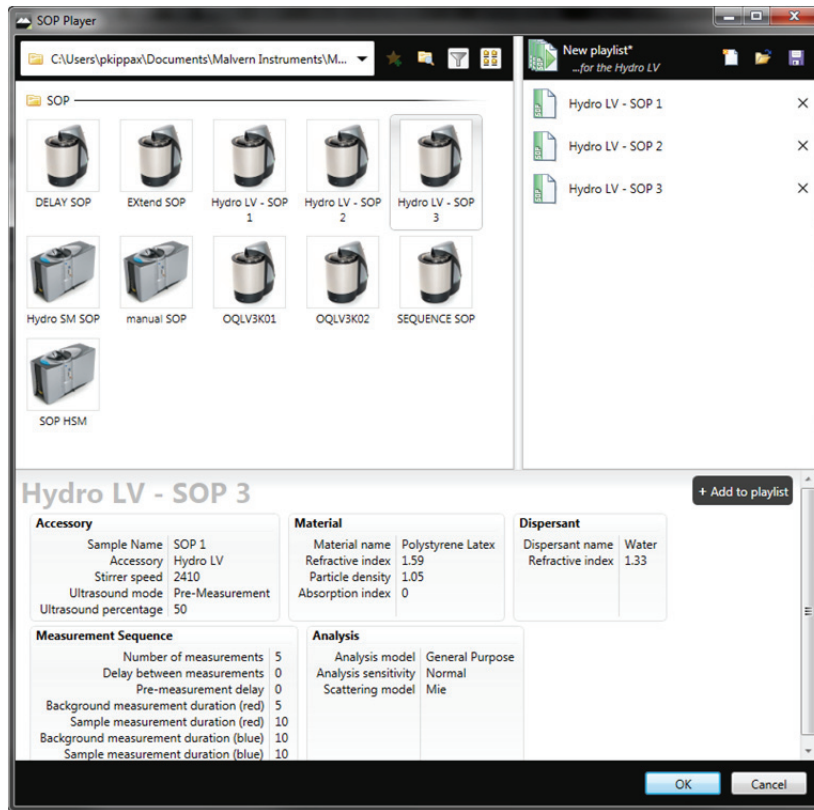 SOP Player
C:\Users\pkippax\Documents\Malvern Instruments\M...
New playlist*
...for the Hydro LV
SOP
DELAY SOP
EXtend SOP
Hydro LV - SOP
1
Hydro LV - SOP
2
Hydro LV - SOP
3
Hydro SM SOP
manual SOP
OQLV3K01
OQLV3K02
SEQUENCE SOP
SOP HSM
Hydro LV - SOP 1
Hydro LV - SOP 2
Hydro LV - SOP 3
Hydro LV - SOP 3
+ Add to playlist
Accessory
Sample Name SOP 1
Accessory Hydro LV
Stirrer speed 2410
Ultrasound mode Pre-Measurement
Ultrasound percentage 50
Material
Material name Polystyrene Latex
Refractive index 1.59
Particle density 1.05
Absorption index 0
Dispersant
Dispersant name Water
Refractive index 1.33
Measurement Sequence
Number of measurements 5
Delay between measurements 0
Pre-measurement delay 0
Background measurement duration (red) 5
Sample measurement duration (red) 10
Background measurement duration (blue) 10
Sample measurement duration (blue) 10
Analysis
Analysis model General Purpose
Analysis sensitivity Normal
Scattering model Mie
OK
Cancel